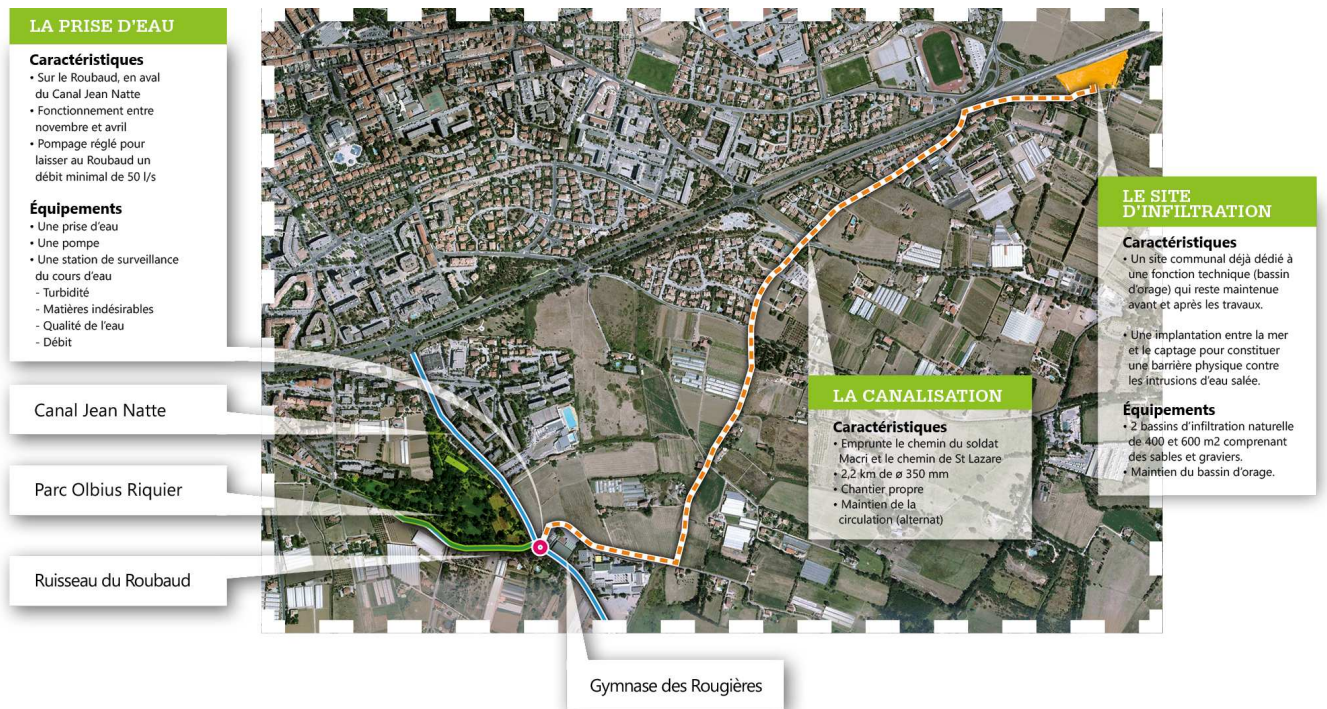 LA PRISE D'EAU
Caractéristiques
• Sur le Roubaud, en aval
du Canal Jean Natte
• Fonctionnement entre
novembre et avril
• Pompage réglé pour
laisser au Roubaud un
débit minimal de 50 l/s
Équipements
• Une prise d'eau
• Une pompe
• Une station de surveillance
du cours d'eau
- Turbidité
- Matières indésirables
- Qualité de l'eau
- Débit
Canal Jean Natte
Parc Olbius Riquier
Ruisseau du Roubaud
Gymnase des Rougières
LA CANALISATION
Caractéristiques
• Emprunte le chemin du soldat
Macri et le chemin de St Lazare
• 2,2 km de ø 350 mm
• Chantier propre
• Maintien de la
circulation (alternat)
LE SITE
D'INFILTRATION
Caractéristiques
• Un site communal déjà dédié à
une fonction technique (bassin
d'orage) qui reste maintenue
avant et après les travaux.
• Une implantation entre la mer
et le captage pour constituer
une barrière physique contre
les intrusions d'eau salée.
Équipements
• 2 bassins d'infiltration naturelle
de 400 et 600 m2 comprenant
des sables et graviers.
• Maintien du bassin d'orage.